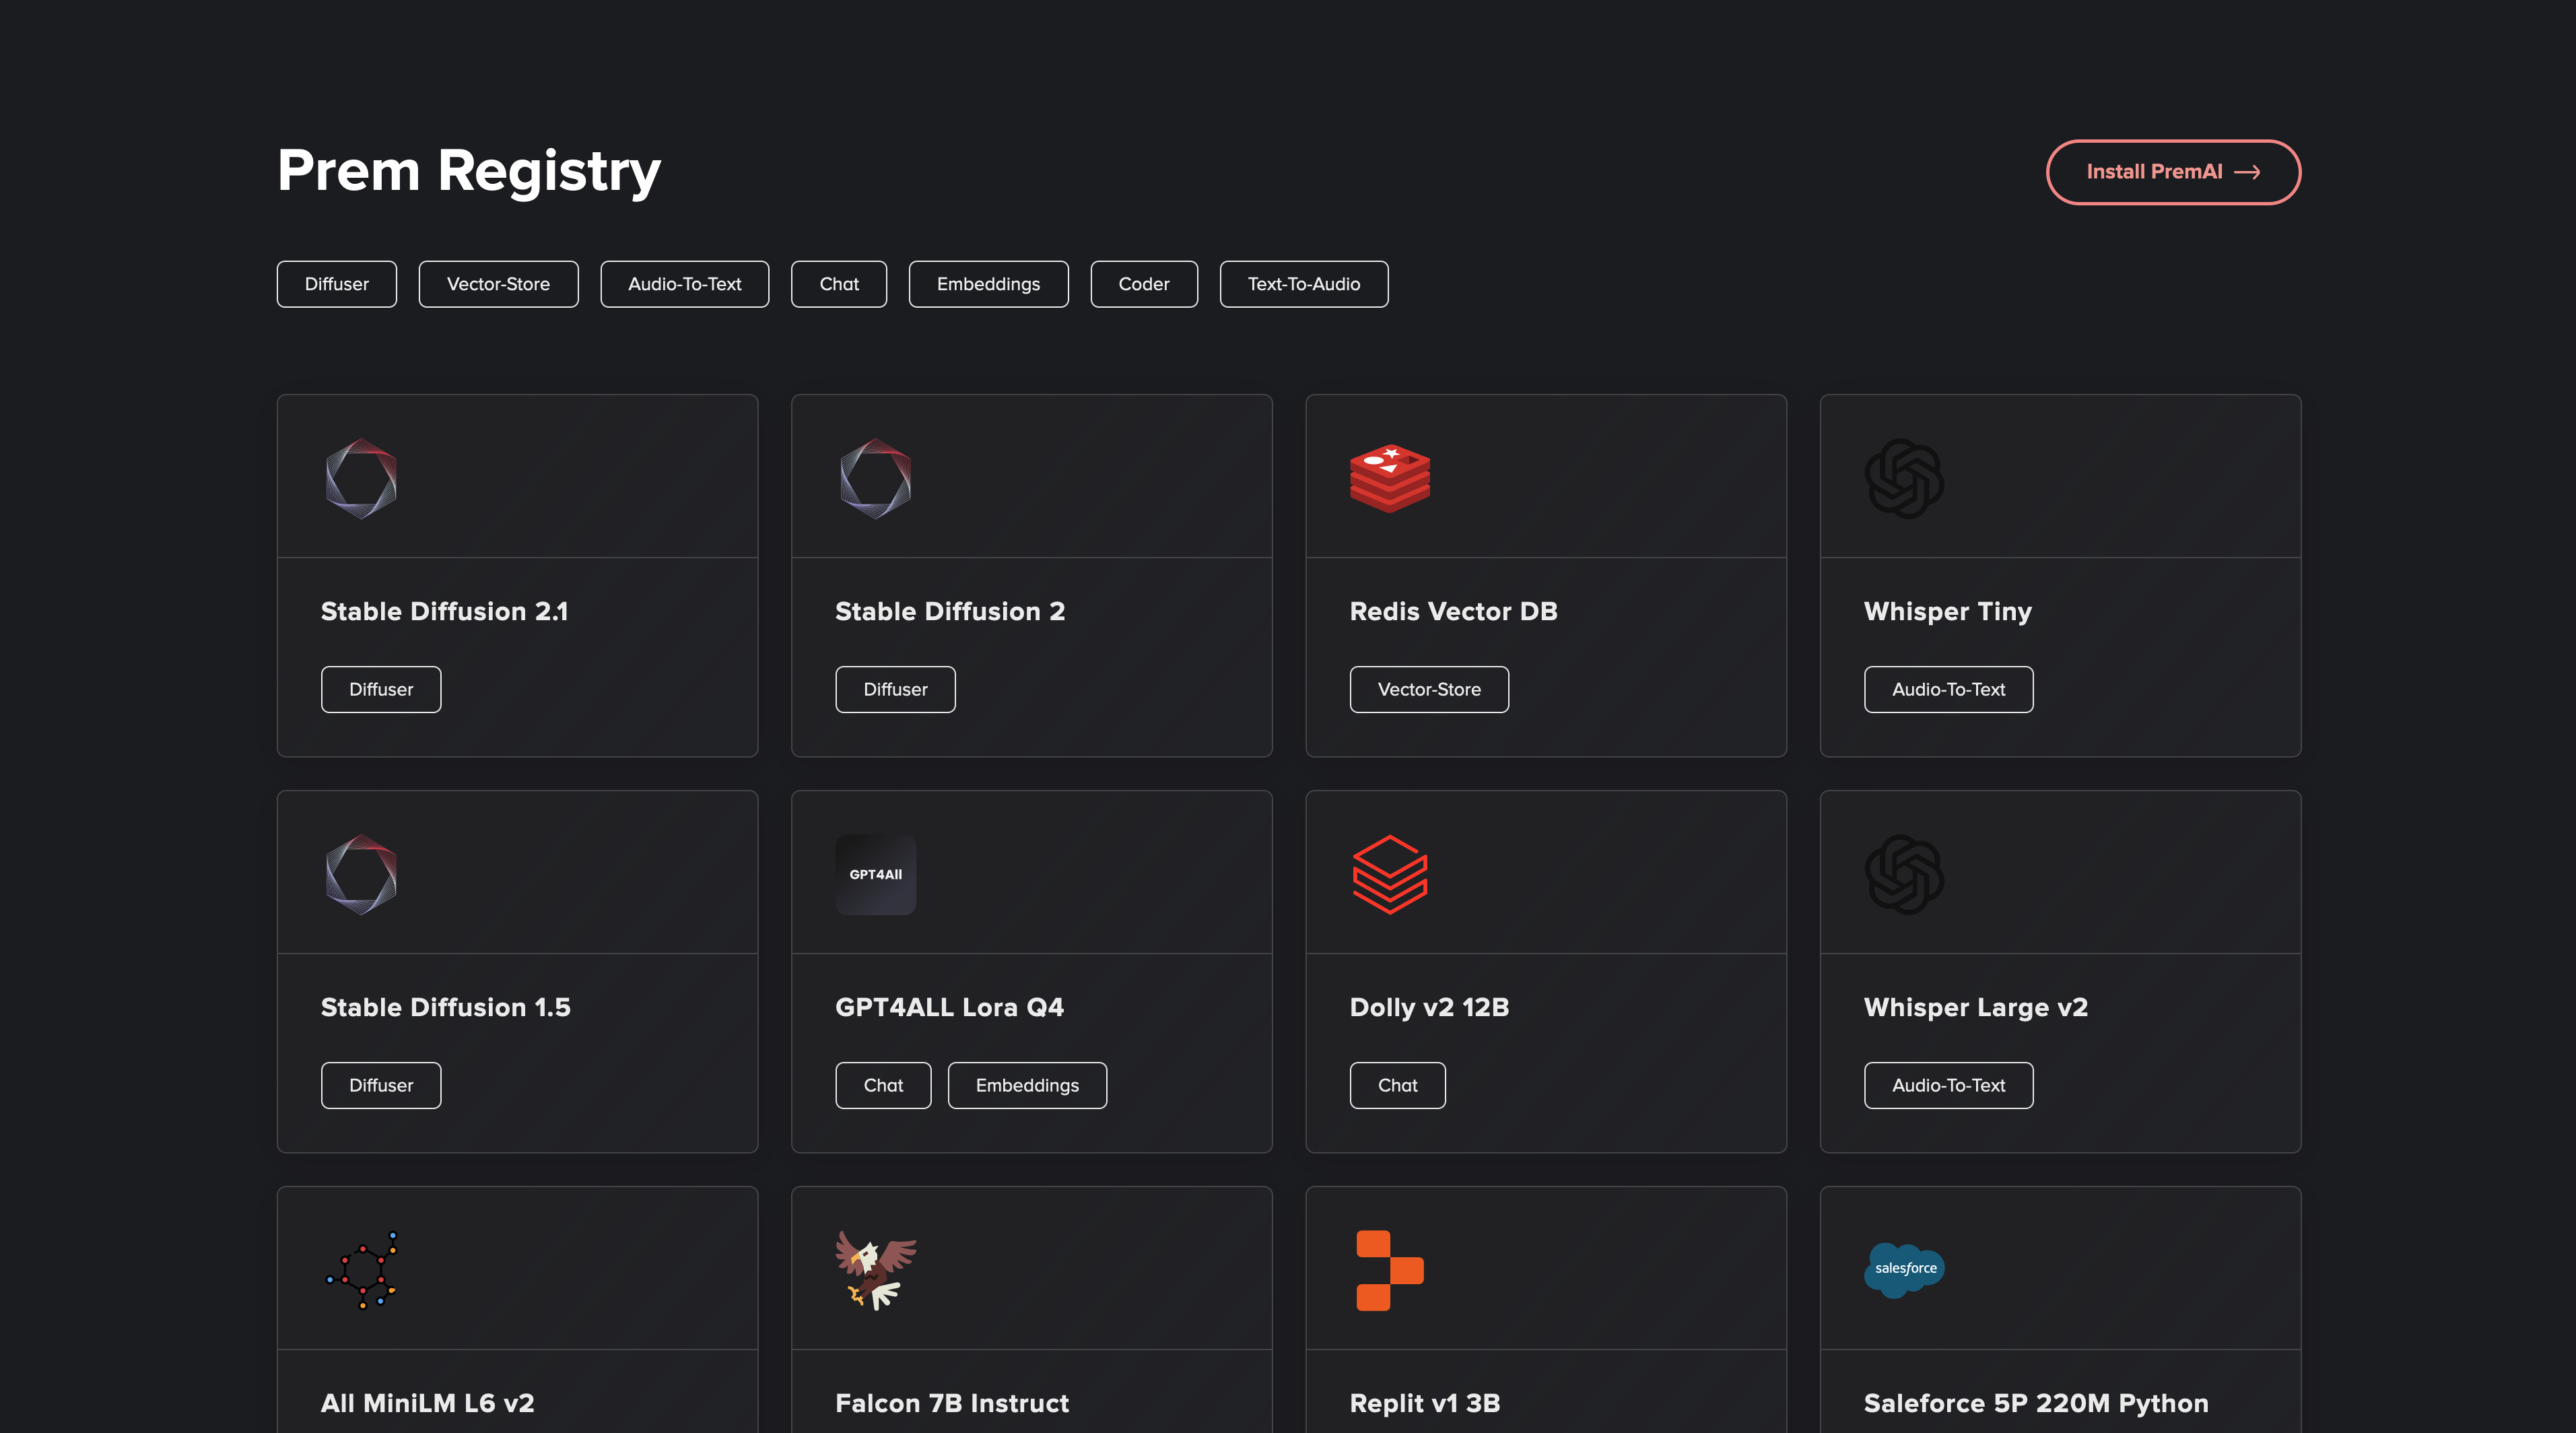 Prem Registry
Install PremAI
Diffuser Vector-Store Audio-To-Text Chat Embeddings Coder Text-To-Audio
Stable Diffusion 2.1
Diffuser
Stable Diffusion 2
Diffuser
Redis Vector DB
Vector-Store
Whisper Tiny
Audio-To-Text
Stable Diffusion 1.5
Diffuser
GPT4All
GPT4ALL Lora Q4
Chat Embeddings
Dolly v2 12B
Chat
Whisper Large v2
Audio-To-Text
All MiniLM L6 v2
Falcon 7B Instruct
Replit v1 3B
salesforce
Saleforce 5P 220M Python